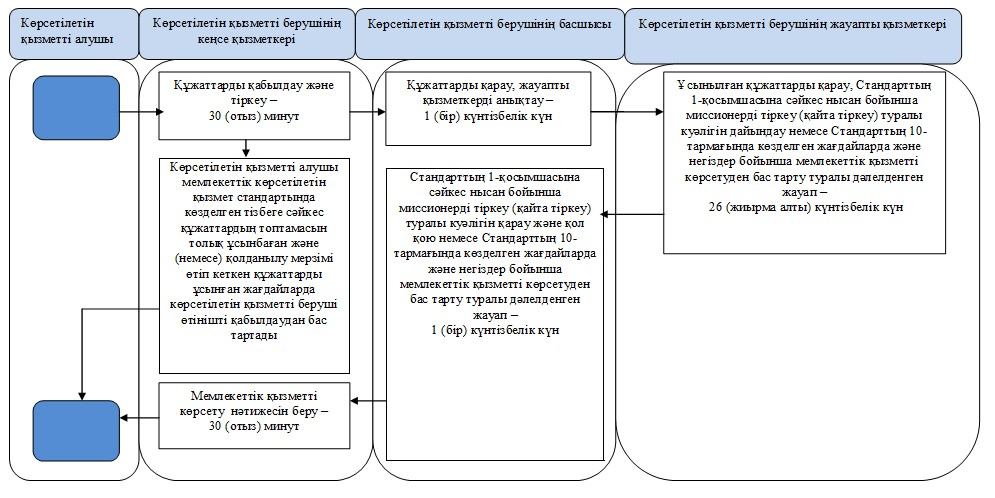 Көрсетілетін
қызметті алушы
Көрсетілетін қызметті берушінің
кеңсе қызметкері
Көрсетілетін қызметті берушінің басшысы
Көрсетілетін қызметті берушінің жауапты қызметкері
Құжаттарды қабылдау және
тіркеу –
30 (отыз) минут
Құжаттарды қарау, жауапты
қызметкерді анықтау –
1 (бір) күнтізбелік күн
Ұсынылған құжаттарды қарау, Стандарттың
1-қосымшасына сәйкес нысан бойынша
миссионерді тіркеу (қайта тіркеу) туралы
куәлігін дайындау немесе Стандарттың 10-
тармағында көзделген жағдайларда және
негіздер бойынша мемлекеттік қызметті
көрсетуден бас тарту туралы дәлелденген
жауап –
26 (жиырма алты) күнтізбелік күн
Көрсетілетін қызметті алушы
мемлекеттік көрсетілетін
қызмет стандартында
көзделген тізбеге сәйкес
құжаттардың топтамасын
толық ұсынбаған және
(немесе) қолданылу мерзімі
өтіп кеткен құжаттарды
ұсынған жағдайларда
көрсетілетін қызметті беруші
өтінішті қабылдаудан бас
тартады
Стандарттың 1-қосымшасына
сәйкес нысан бойынша
миссионерді тіркеу (қайта тіркеу)
туралы куәлігін қарау және қол
қою немесе Стандарттың 10-
тармағында көзделген жағдайларда
және негіздер бойынша
мемлекеттік қызметті көрсетуден
бас тарту туралы дәлелденген
жауап –
1 (бір) күнтізбелік күн
Мемлекеттік қызметті
көрсету нәтижесін беру –
30 (отыз) минут